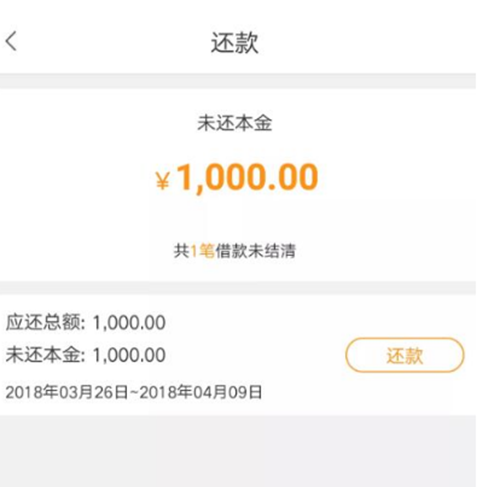 还款
未还本金
¥1,000.00
共1笔借款未结清
应还总额: 1,000.00
未还本金: 1,000.00
还款
2018年03月26日~2018年04月09日